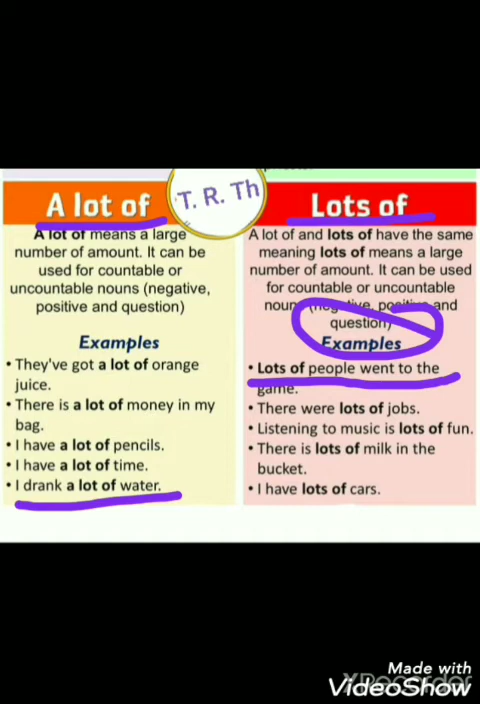 T. R. Th
A lot of
A lot of means a large
number of amount. It can be
used for countable or
uncountable nouns (negative,
positive and question)
Examples
• They've got a lot of orange
juice.
• There is a lot of money in my
bag.
• I have a lot of pencils.
• I have a lot of time.
• I drank a lot of water.
Lots of
A lot of and lots of have the same
meaning lots of means a large
number of amount. It can be used
for countable or uncountable
nouns (negative, positive and
question)
Examples
• Lots of people went to the
game.
• There were lots of jobs.
• Listening to music is lots of fun.
• There is lots of milk in the
bucket.
• I have lots of cars.
Made with
XRecorder
VideoShow